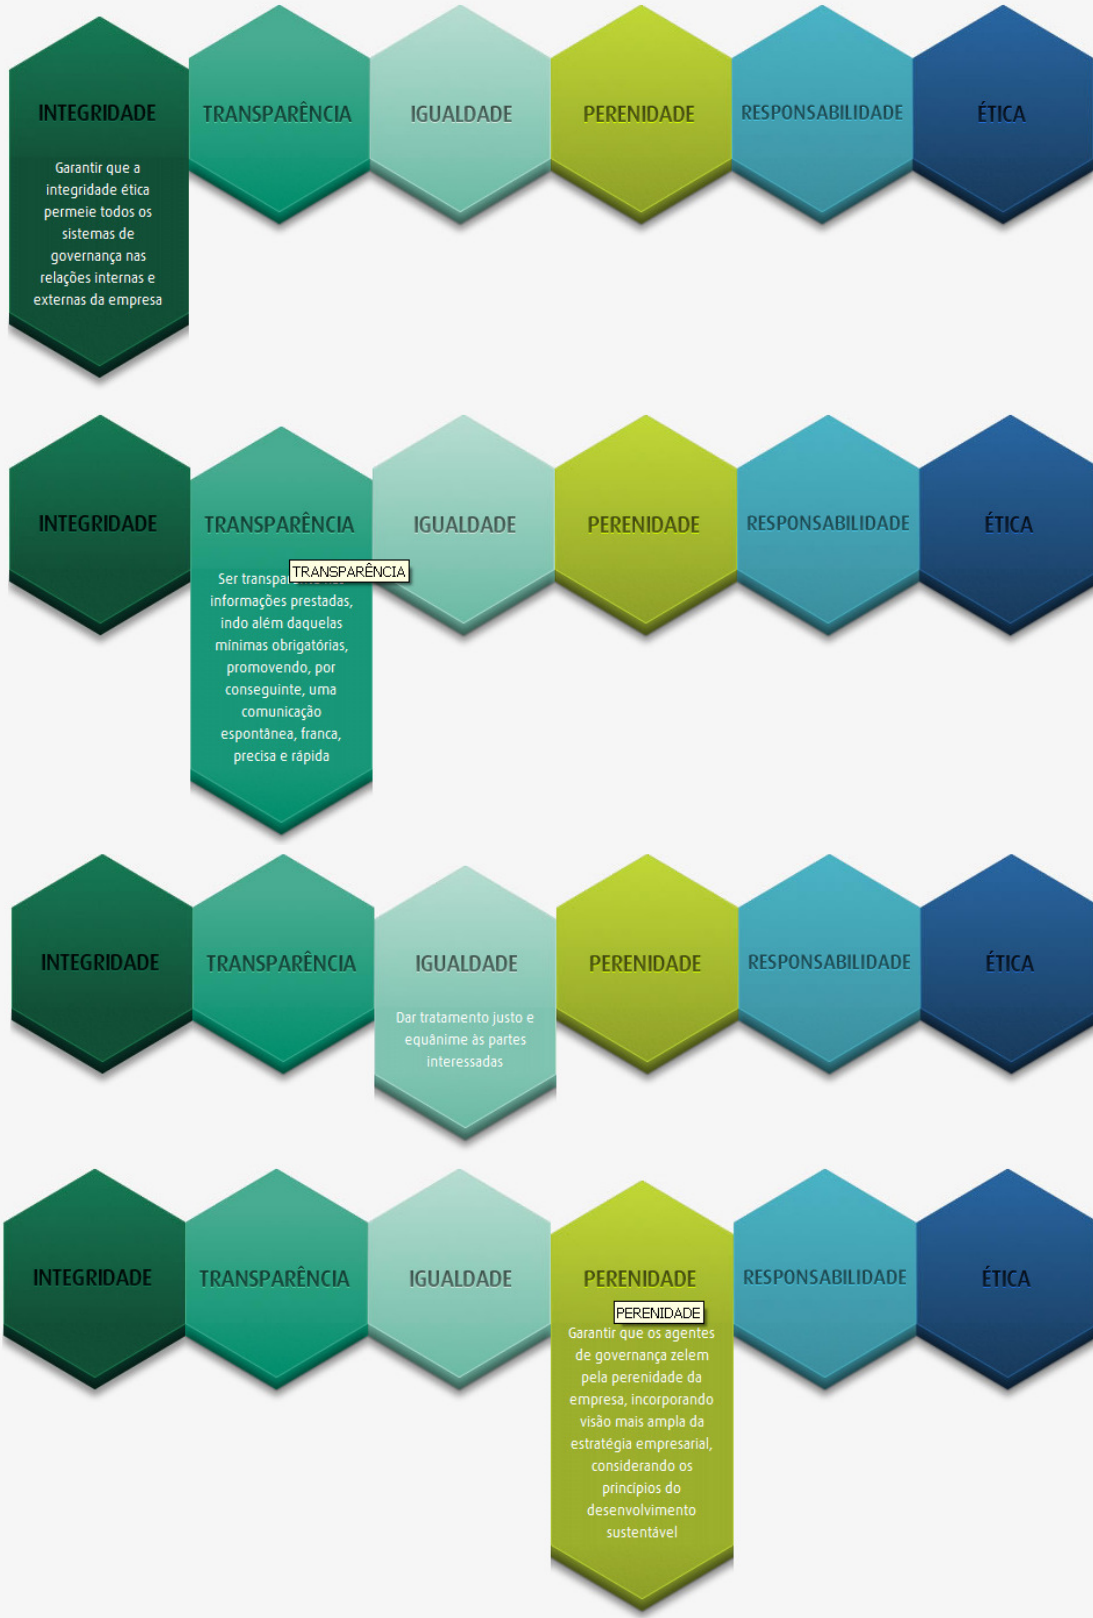 INTEGRIDADE
TRANSPARÊNCIA
IGUALDADE
PERENIDADE
RESPONSABILIDADE
ÉTICA
Garantir que a
integridade ética
permeie todos os
sistemas de
governança nas
relações internas e
externas da empresa
INTEGRIDADE
TRANSPARÊNCIA
IGUALDADE
PERENIDADE
RESPONSABILIDADE
ÉTICA
TRANSPARÊNCIA
Ser
informações prestadas,
indo além daquelas
mínimas obrigatórias,
promovendo, por
conseguinte, uma
comunicação
espontânea, franca,
precisa e rápida
INTEGRIDADE
TRANSPARÊNCIA
IGUALDADE
PERENIDADE
RESPONSABILIDADE
ÉTICA
Dar tratamento justo e
equânime às partes
interessadas
INTEGRIDADE
TRANSPARÊNCIA
IGUALDADE
PERENIDADE
RESPONSABILIDADE
ÉTICA
PERENIDADE
Garantir que os agentes
de governança zelem
pela perenidade da
empresa, incorporando
visão mais ampla da
estratégia empresarial,
considerando os
princípios do
desenvolvimento
sustentável